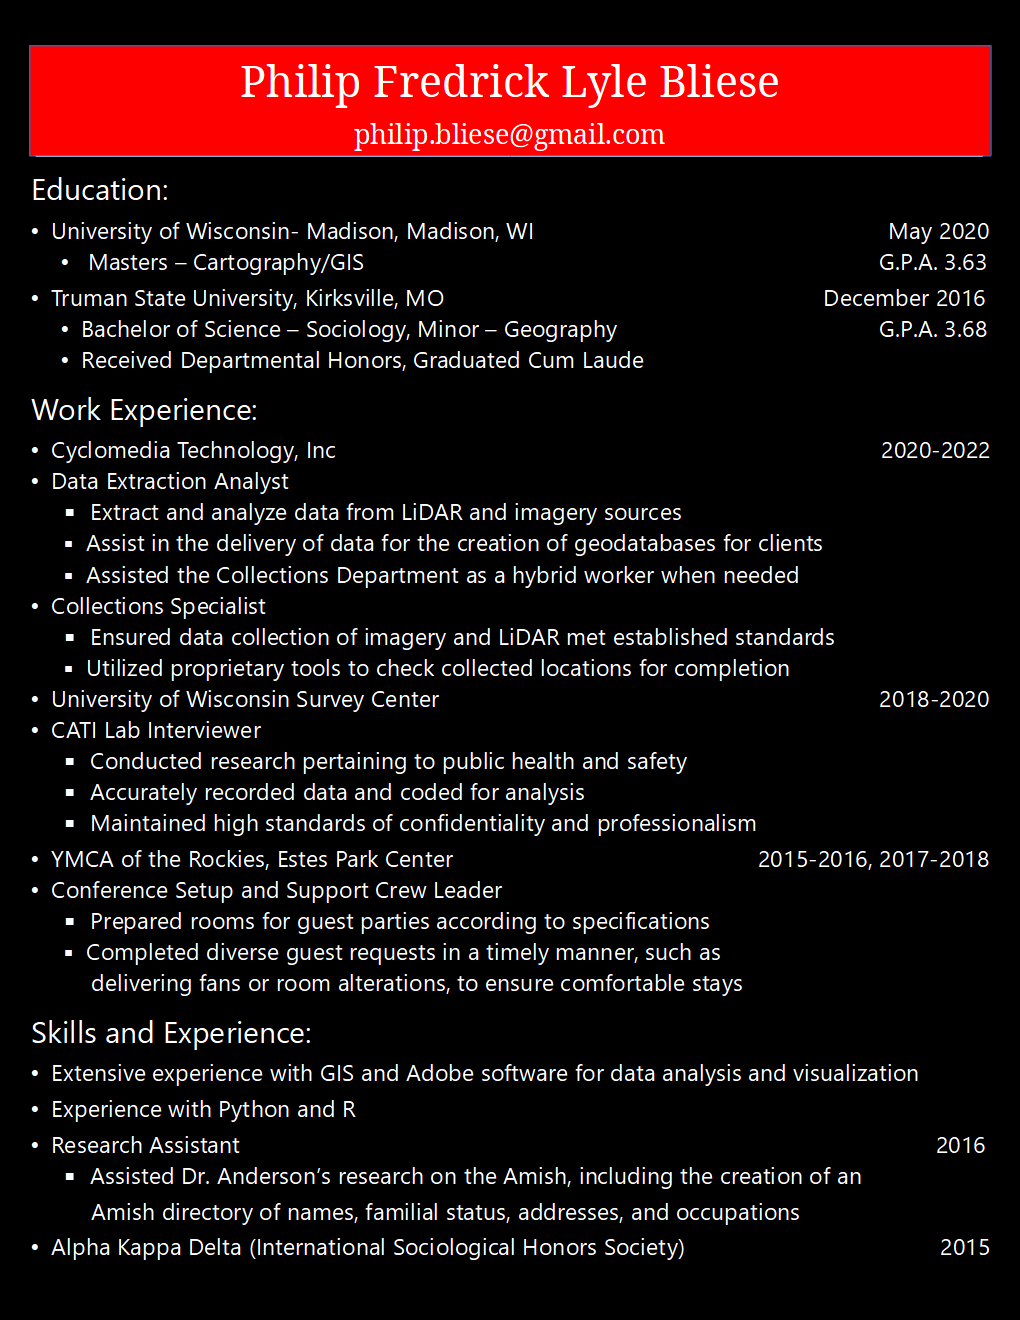 Philip Fredrick Lyle Bliese
philip.bliese@gmail.com
Education:
• University of Wisconsin- Madison, Madison, WI May 2020
• Masters – Cartography/GIS G.P.A. 3.63
• Truman State University, Kirksville, MO December 2016
• Bachelor of Science – Sociology, Minor – Geography G.P.A. 3.68
• Received Departmental Honors, Graduated Cum Laude
Work Experience:
• Cyclomedia Technology, Inc 2020-2022
• Data Extraction Analyst
▪ Extract and analyze data from LiDAR and imagery sources
▪ Assist in the delivery of data for the creation of geodatabases for clients
▪ Assisted the Collections Department as a hybrid worker when needed
• Collections Specialist
▪ Ensured data collection of imagery and LiDAR met established standards
▪ Utilized proprietary tools to check collected locations for completion
• University of Wisconsin Survey Center 2018-2020
• CATI Lab Interviewer
▪ Conducted research pertaining to public health and safety
▪ Accurately recorded data and coded for analysis
▪ Maintained high standards of confidentiality and professionalism
• YMCA of the Rockies, Estes Park Center 2015-2016, 2017-2018
• Conference Setup and Support Crew Leader
▪ Prepared rooms for guest parties according to specifications
▪ Completed diverse guest requests in a timely manner, such as
delivering fans or room alterations, to ensure comfortable stays
Skills and Experience:
• Extensive experience with GIS and Adobe software for data analysis and visualization
• Experience with Python and R
• Research Assistant 2016
▪ Assisted Dr. Anderson’s research on the Amish, including the creation of an
Amish directory of names, familial status, addresses, and occupations
• Alpha Kappa Delta (International Sociological Honors Society) 2015